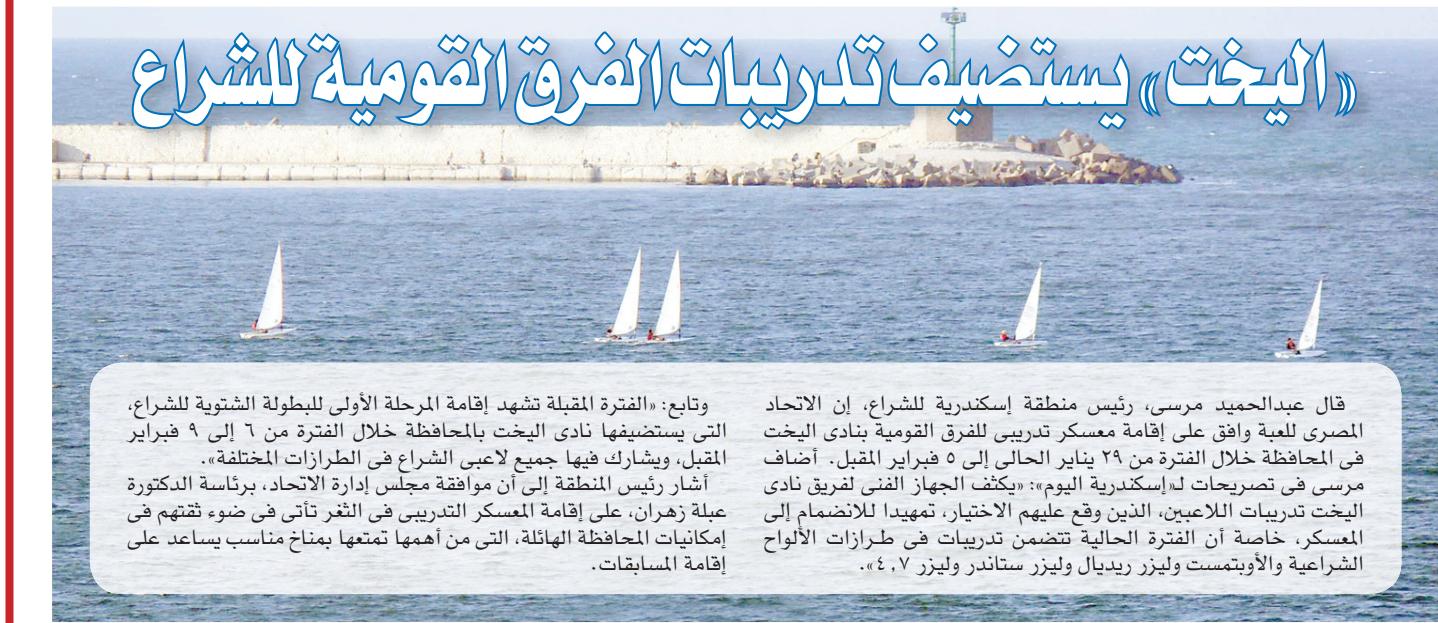 «اليخت» يستضيف تدريبات الفرق القومية للشراع
قال عبدالحميد مرسى، رئيس منطقة إسكندرية للشراع، إن الاتحاد
المصرى للعبة وافق على إقامة معسكر تدريبى للفرق القومية بنادى اليخت
فى المحافظة خلال الفترة من ٢٩ يناير الحالى إلى ٥ فبراير المقبل. أضاف
مرسى فى تصريحات لـ«إسكندرية اليوم»: «يكثف الجهاز الفنى لفريق نادى
اليخت تدريبات اللاعبين، الذين وقع عليهم الاختيار، تمهيدا للانضمام إلى
المعسكر، خاصة أن الفترة الحالية تتضمن تدريبات فى طرازات الألواح
الشراعية والأوبتمست وليزر ريديال وليزر ستاندر وليزر ٤,٧».
وتابع: «الفترة المقبلة تشهد إقامة المرحلة الأولى للبطولة الشتوية للشراع،
التى يستضيفها نادى اليخت بالمحافظة خلال الفترة من ٦ إلى ٩ فبراير
المقبل، ويشارك فيها جميع لاعبى الشراع فى الطرازات المختلفة».
أشار رئيس المنطقة إلى أن موافقة مجلس إدارة الاتحاد، برئاسة الدكتورة
عبلة زهران، على إقامة المعسكر التدريبى فى الثغر تأتى فى ضوء ثقتهم فى
إمكانيات المحافظة الهائلة، التى من أهمها تمتعها بمناخ مناسب يساعد على
إقامة المسابقات.